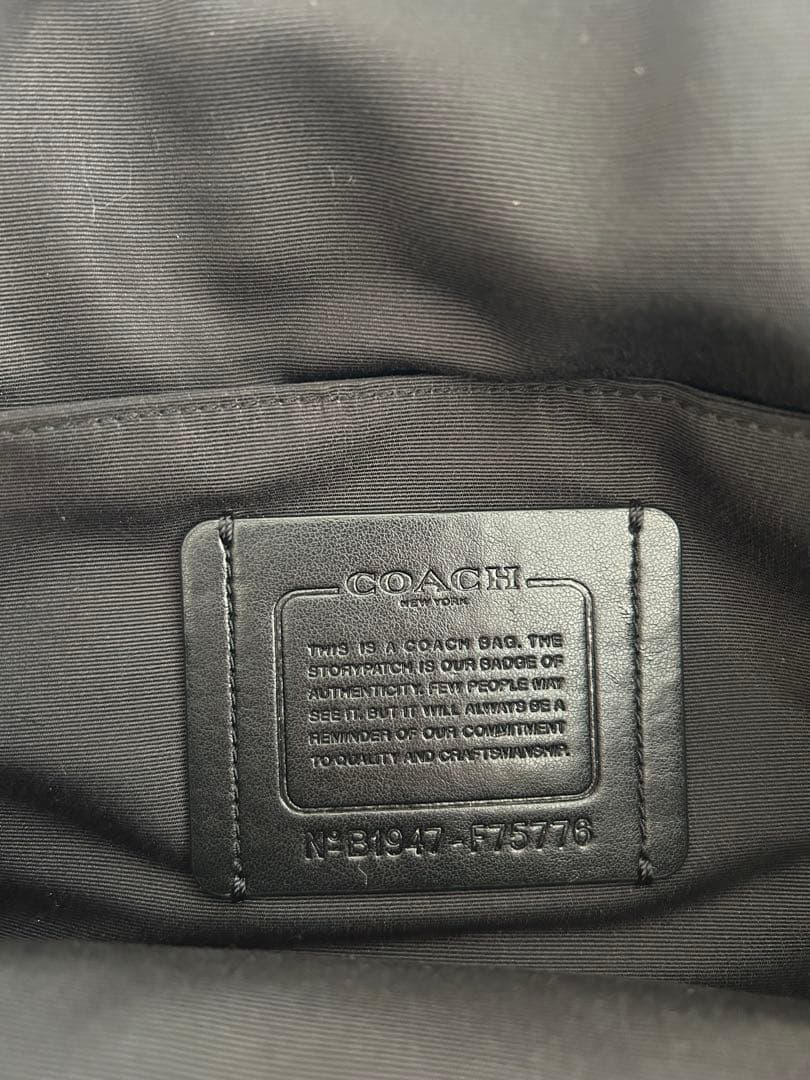 COACH
NEW YORK
THIS IS A COACH BAG. THE
STORYPATCH IS OUR BADGE OF
AUTHENTICITY. FEW PEOPLE MAY
SEE IT. BUT IT WILL ALWAYS BE A
REMINDER OF OUR COMMITMENT
TO QUALITY AND CRAFTSMANSHIP.
Nº B1947-F75776